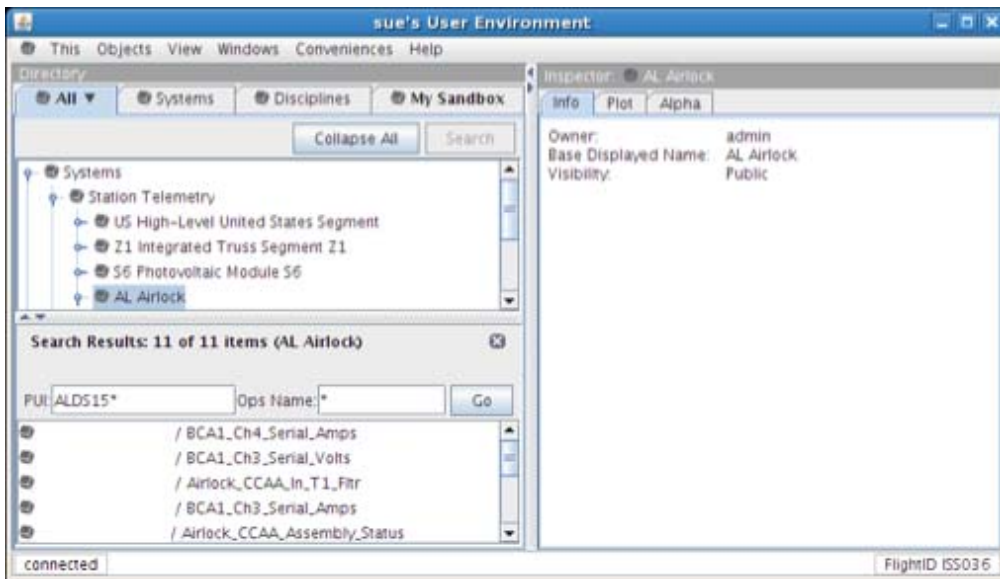 sue's User Environment
This Objects View Windows Conveniences Help
Directory
All Systems Disciplines My Sandbox
Collapse All Search
Systems
Station Telemetry
US High-Level United States Segment
Z1 Integrated Truss Segment Z1
S6 Photovoltaic Module S6
AL Airlock
Search Results: 11 of 11 items (AL Airlock)
PUI: ALDS15* Ops Name: * Go
/ BCA1_Ch4_Serial_Amps
/ BCA1_Ch3_Serial_Volts
/ Airlock_CCAA_In_T1_Fltr
/ BCA1_Ch3_Serial_Amps
/ Airlock_CCAA_Assembly_Status
connected
Inspector: AL Airlock
Info Plot Alpha
Owner: admin
Base Displayed Name: AL Airlock
Visibility: Public
FlightID ISS036